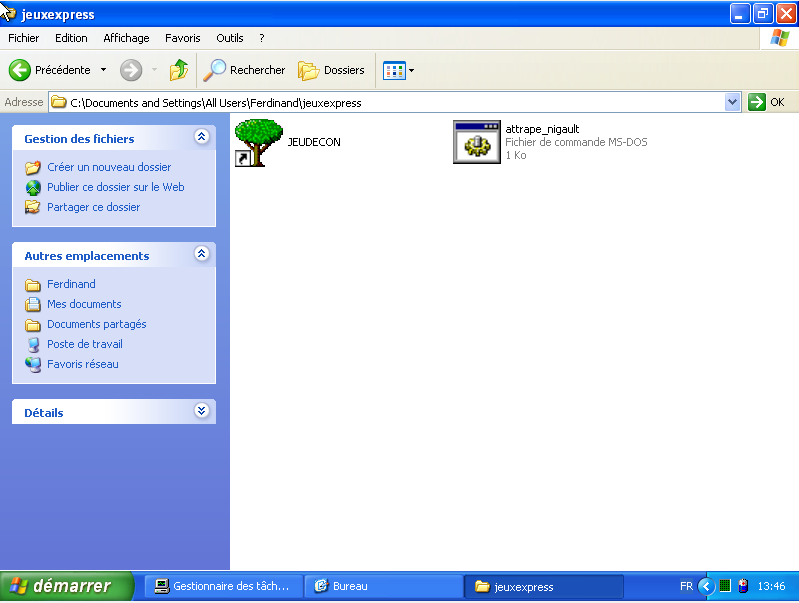 jeuxexpress
Fichier Edition Affichage Favoris Outils ?
Précédente Rechercher Dossiers
Adresse C:\Documents and Settings\All Users\Ferdinand\jeuxexpress OK
Gestion des fichiers
Créer un nouveau dossier
Publier ce dossier sur le Web
Partager ce dossier
Autres emplacements
Ferdinand
Mes documents
Documents partagés
Poste de travail
Favoris réseau
Détails
JEUDECON
attrape_nigault
Fichier de commande MS-DOS
1 Ko
démarrer Gestionnaire des tâch... Bureau jeuxexpress FR 13:46